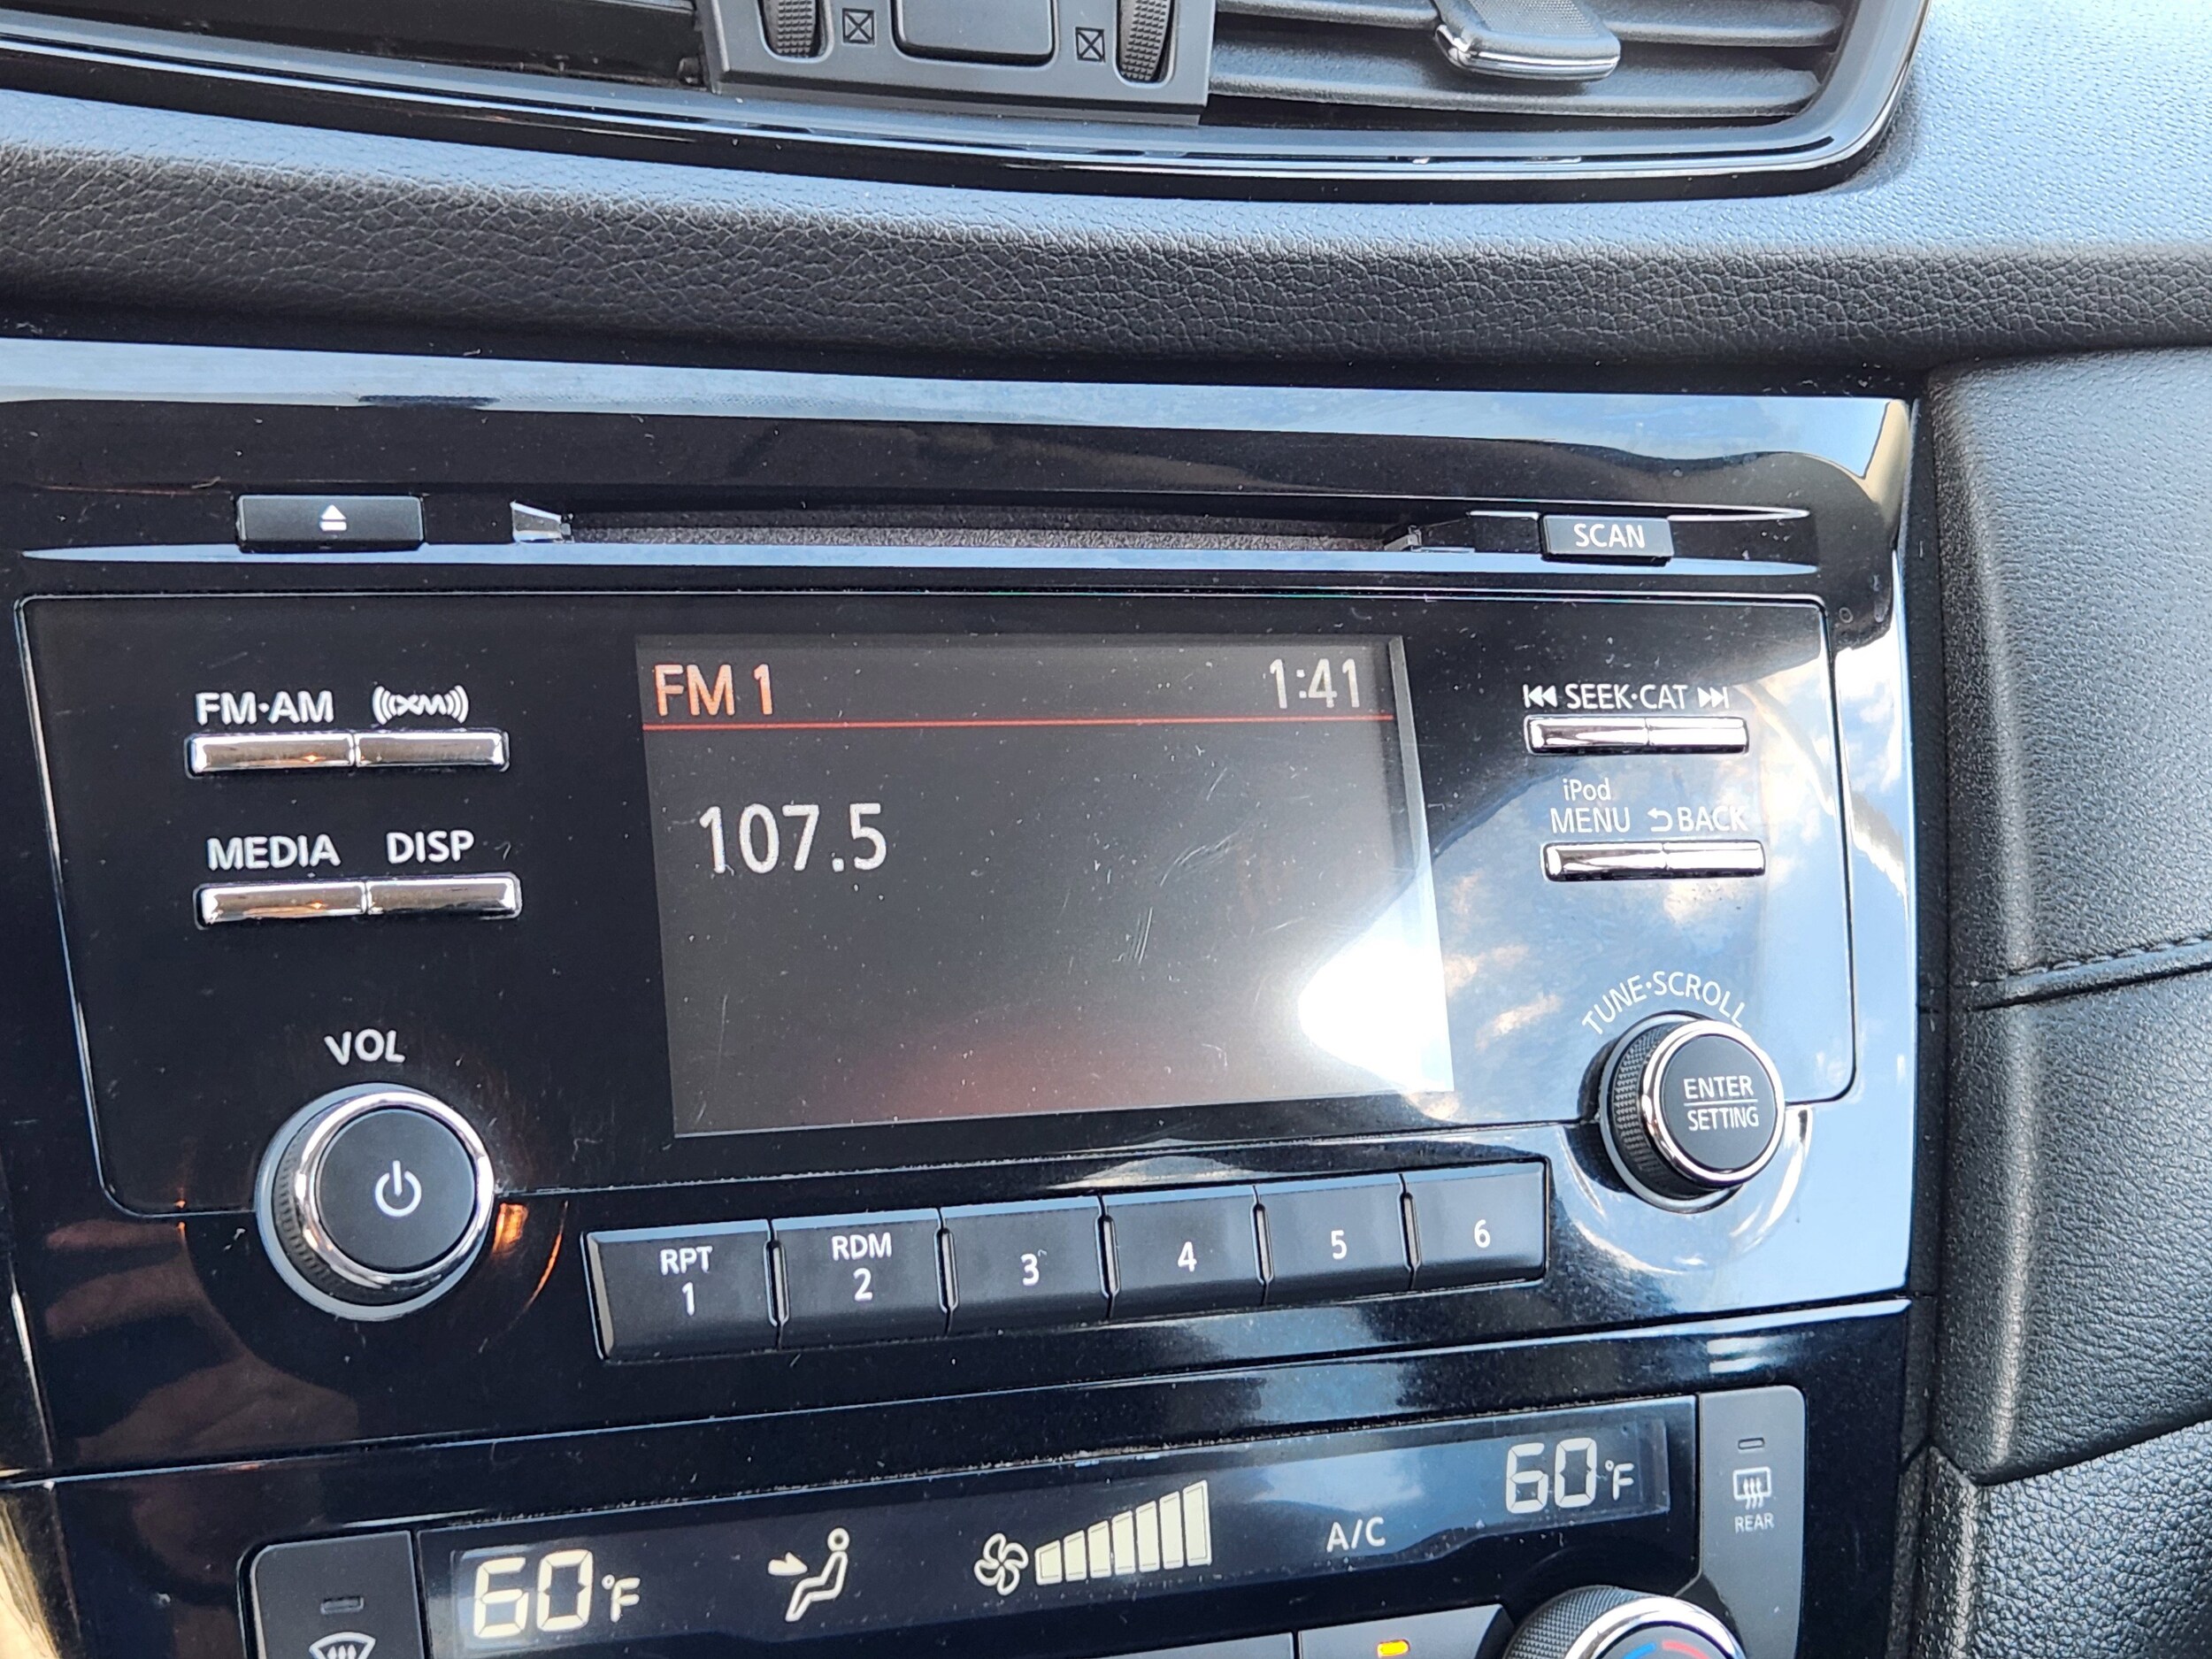 SCAN
FM·AM
XM
FM 1
1:41
SEEK·CAT
107.5
iPod
MENU
BACK
MEDIA
DISP
TUNE·SCROLL
VOL
ENTER
SETTING
RPT
1
RDM
2
3
4
5
6
60°F
A/C
60°F
REAR